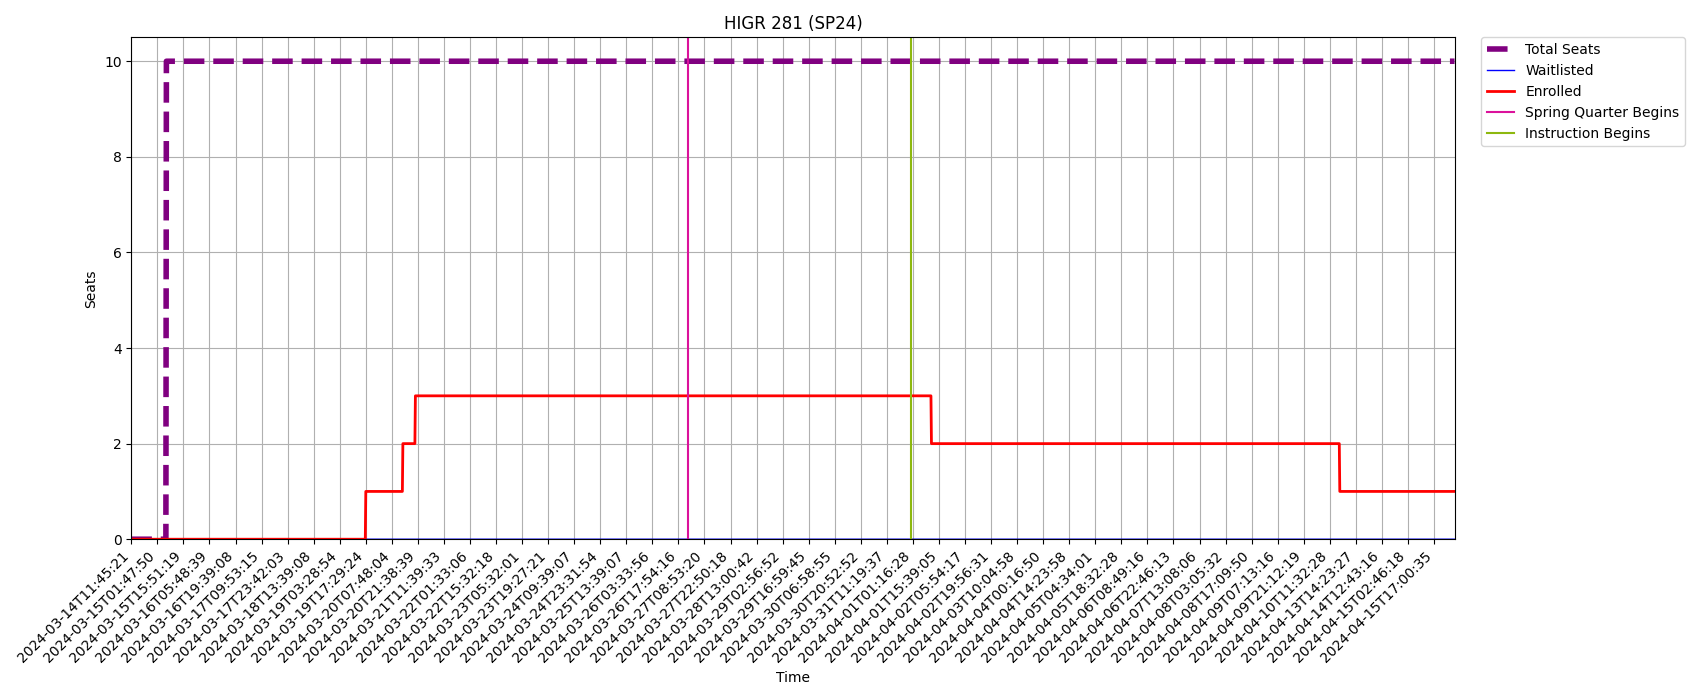 HIGR 281 (SP24)
Total Seats
Waitlisted
Enrolled
Spring Quarter Begins
Instruction Begins
10
8
6
4
2
0
Seats
2024-03-14T11:45:21
2024-03-15T01:47:50
2024-03-15T15:51:19
2024-03-16T05:48:39
2024-03-16T19:39:08
2024-03-17T09:53:15
2024-03-17T23:42:03
2024-03-18T13:39:08
2024-03-19T03:28:54
2024-03-19T17:29:24
2024-03-20T07:48:04
2024-03-20T21:38:39
2024-03-21T11:39:33
2024-03-22T01:33:06
2024-03-22T15:32:18
2024-03-23T05:32:01
2024-03-23T19:27:21
2024-03-24T09:39:07
2024-03-24T23:31:54
2024-03-25T13:39:07
2024-03-26T03:33:56
2024-03-26T17:54:16
2024-03-27T08:53:20
2024-03-27T22:50:18
2024-03-28T13:00:42
2024-03-29T02:56:52
2024-03-29T16:59:45
2024-03-30T06:58:55
2024-03-30T20:52:52
2024-03-31T11:19:37
2024-04-01T01:16:28
2024-04-01T15:39:05
2024-04-02T05:54:17
2024-04-02T19:56:31
2024-04-03T10:04:58
2024-04-04T00:16:50
2024-04-04T14:23:58
2024-04-05T04:34:01
2024-04-05T18:32:28
2024-04-06T08:49:16
2024-04-06T22:46:13
2024-04-07T13:08:06
2024-04-08T03:05:32
2024-04-08T17:09:50
2024-04-09T07:13:16
2024-04-09T21:12:19
2024-04-10T11:32:28
2024-04-13T14:23:27
2024-04-14T12:43:16
2024-04-15T02:46:18
2024-04-15T17:00:35
Time